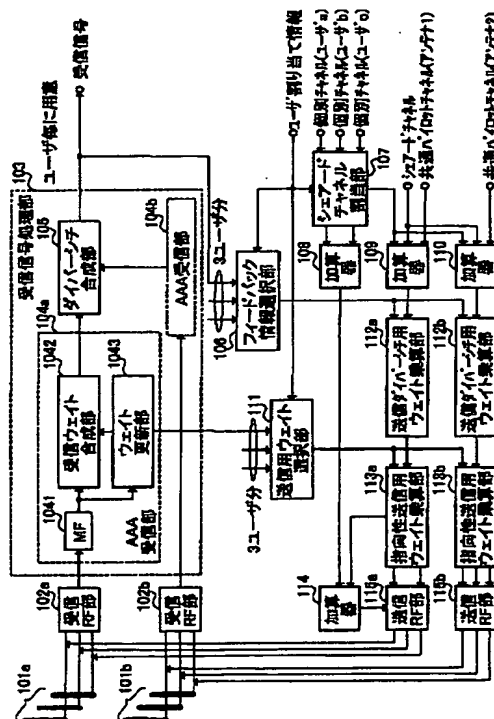 101a
101b
102a
受信
RF部
102b
受信
RF部
103
受信信号処理部
104a
1041
MF
1042
受信ウェイト
合成部
1043
ウェイト
更新部
AAA
受信部
105
ダイバーシチ
合成部
104b
AAA受信部
ユーザ毎に用意
受信信号
3ユーザ分
106
フィードバック
情報選択部
3ユーザ分
111
送信用ウェイト
選択部
ユーザ割り当て情報
個別チャネル(ユーザa)
個別チャネル(ユーザb)
個別チャネル(ユーザc)
107
シェアード
チャネル
割当部
シェアードチャネル
共通パイロットチャネル(アンテナ1)
共通パイロットチャネル(アンテナ2)
108
加算
器
109
加算
器
110
加算
器
112a
送信ダイバーシチ用
ウェイト乗算部
112b
送信ダイバーシチ用
ウェイト乗算部
113a
指向性送信用
ウェイト乗算部
113b
指向性送信用
ウェイト乗算部
114
加算
器
115a
送信
RF部
115b
送信
RF部